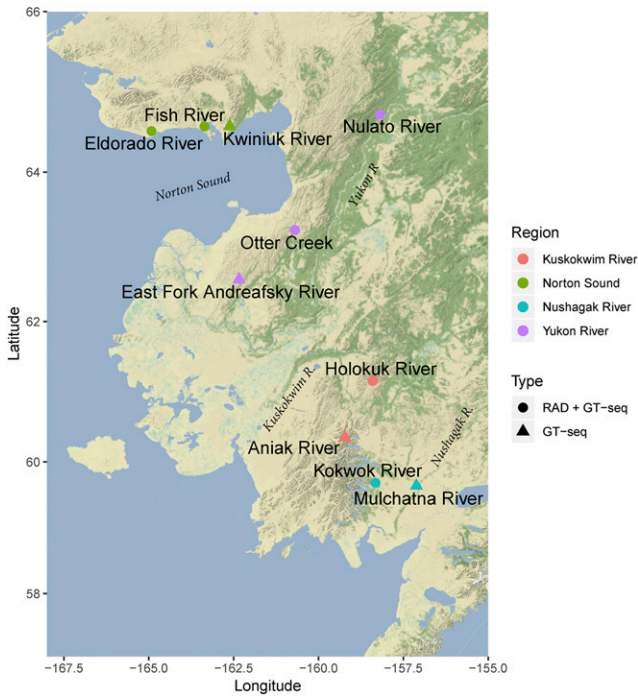 66
64
62
60
58
Latitude
Fish River
Eldorado River
Kwiniuk River
Nulato River
Norton Sound
Yukon R
Otter Creek
East Fork Andreafsky River
Holokuk River
Kuskokwim R.
Aniak River
Nushagak R.
Kokwok River
Mulchatna River
−167.5 −165.0 −162.5 −160.0 −157.5 −155.0
Longitude
Region
Kuskokwim River
Norton Sound
Nushagak River
Yukon River
Type
RAD + GT−seq
GT−seq